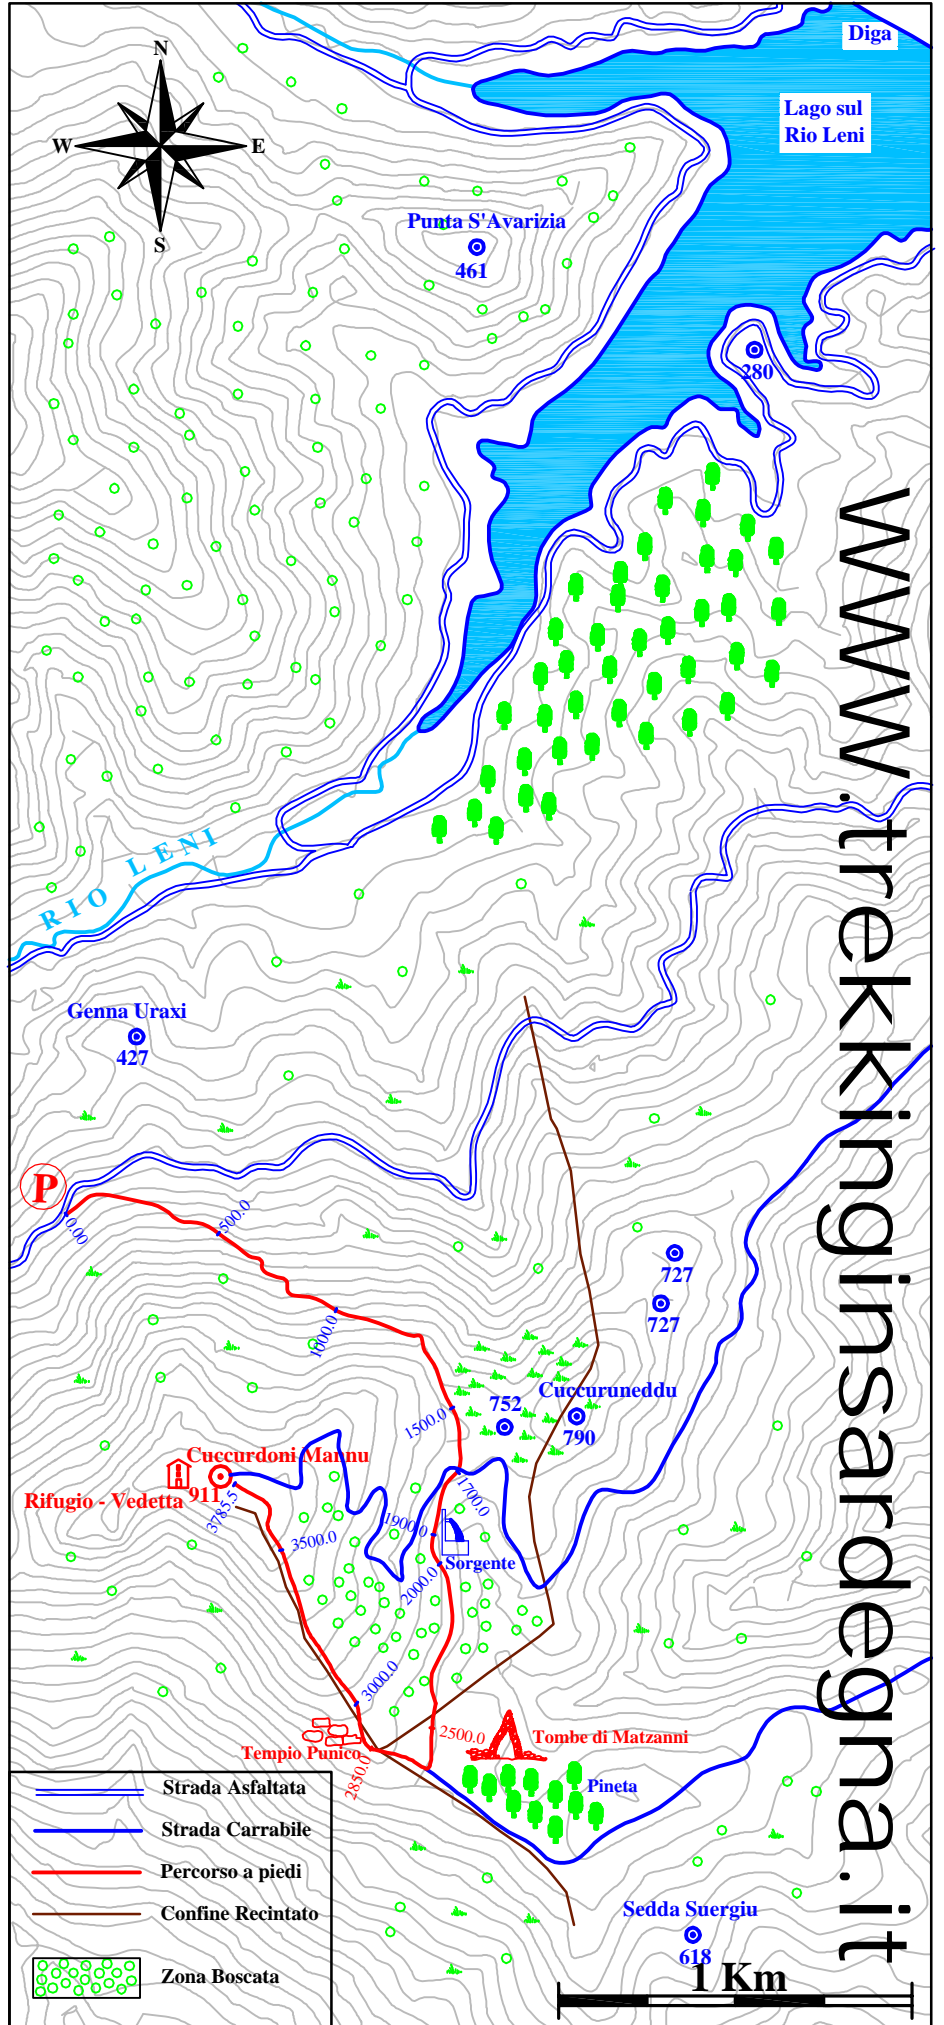 Diga
N
Lago sul
Rio Leni
W
E
S
Punta S'Avarizia
461
280
www.trekkinginsardegna.it
RIO LENI
Genna Uraxi
427
P
0.00
500.0
1000.0
727
727
Cuccuruneddu
752
790
1500.0
Cuccurdoni Mannu
911
Rifugio - Vedetta
3785.5
1700.0
1900.0
3500.0
Sorgente
2000.0
3000.0
2500.0
Tombe di Matzanni
Tempio Punico
2850.0
Pineta
Strada Asfaltata
Strada Carrabile
Percorso a piedi
Confine Recintato
Zona Boscata
Sedda Suergiu
618
1 Km